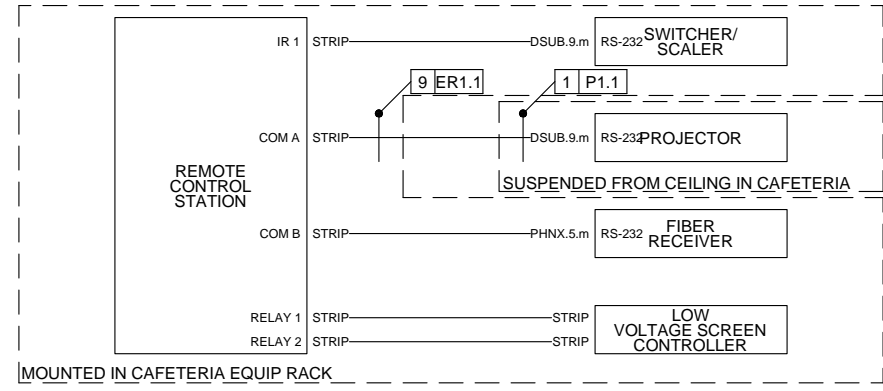 IR 1 STRIP DSUB.9.m RS-232 SWITCHER/
SCALER
9 ER1.1 1 P1.1
COM A STRIP DSUB.9.m RS-232 PROJECTOR
REMOTE
CONTROL
STATION
SUSPENDED FROM CEILING IN CAFETERIA
COM B STRIP PHNX.5.m RS-232 FIBER
RECEIVER
RELAY 1 STRIP STRIP LOW
VOLTAGE SCREEN
RELAY 2 STRIP STRIP CONTROLLER
MOUNTED IN CAFETERIA EQUIP RACK